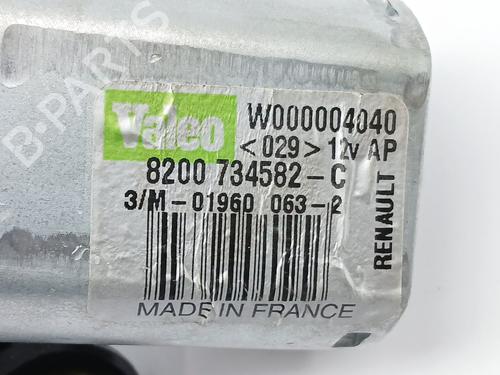 B-PARTS
Valeo
W000004040
<029> 12v AP
8200 734582-C
3/M-01960 063-2
RENAULT
MADE IN FRANCE